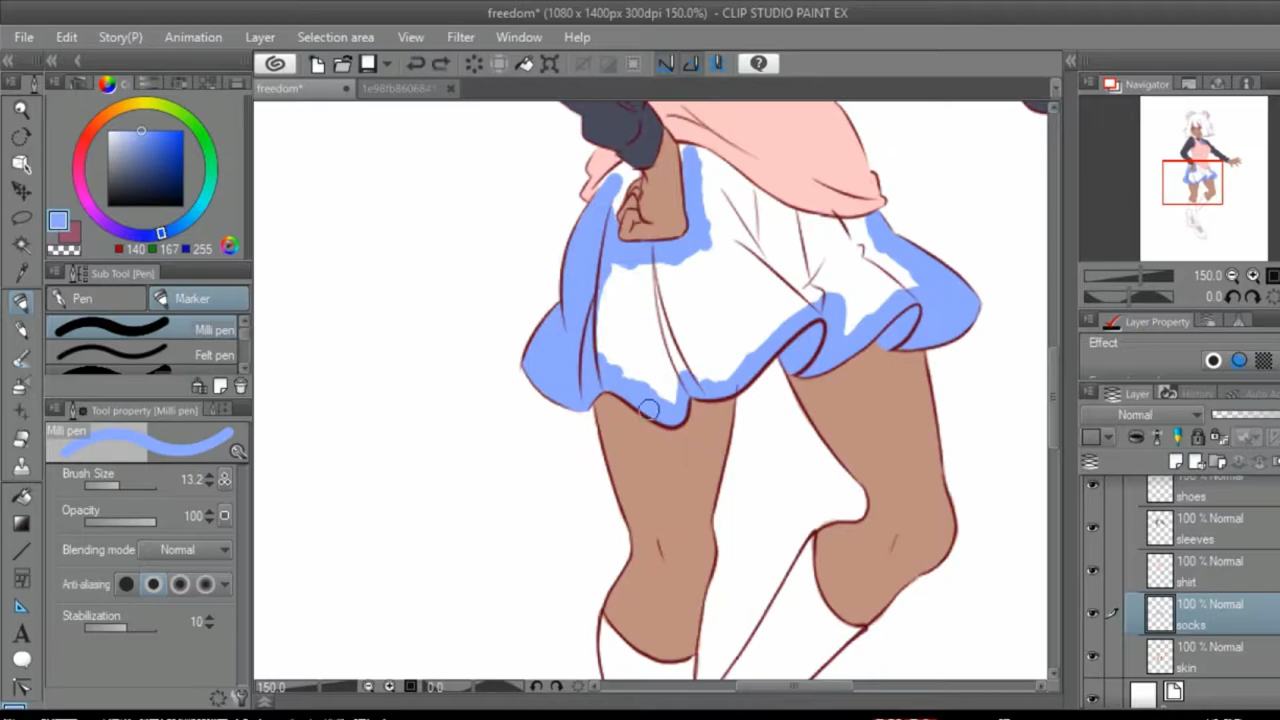 freedom* (1080 x 1400px 300dpi 150.0%) - CLIP STUDIO PAINT EX
File Edit Story(P) Animation Layer Selection area View Filter Window Help
freedom*
Navigator
140 167 255
Sub Tool [Pen]
Pen Marker
Milli pen
Felt pen
Tool property [Milli pen]
Milli pen
Brush Size 13.2
Opacity 100
Blending mode Normal
Anti-aliasing
Stabilization 10
150.0 0.0
150.0
0.0
Layer Property
Effect
Layer History
Normal
100 % Normal
shoes
100 % Normal
sleeves
100 % Normal
shirt
100 % Normal
socks
100 % Normal
skin